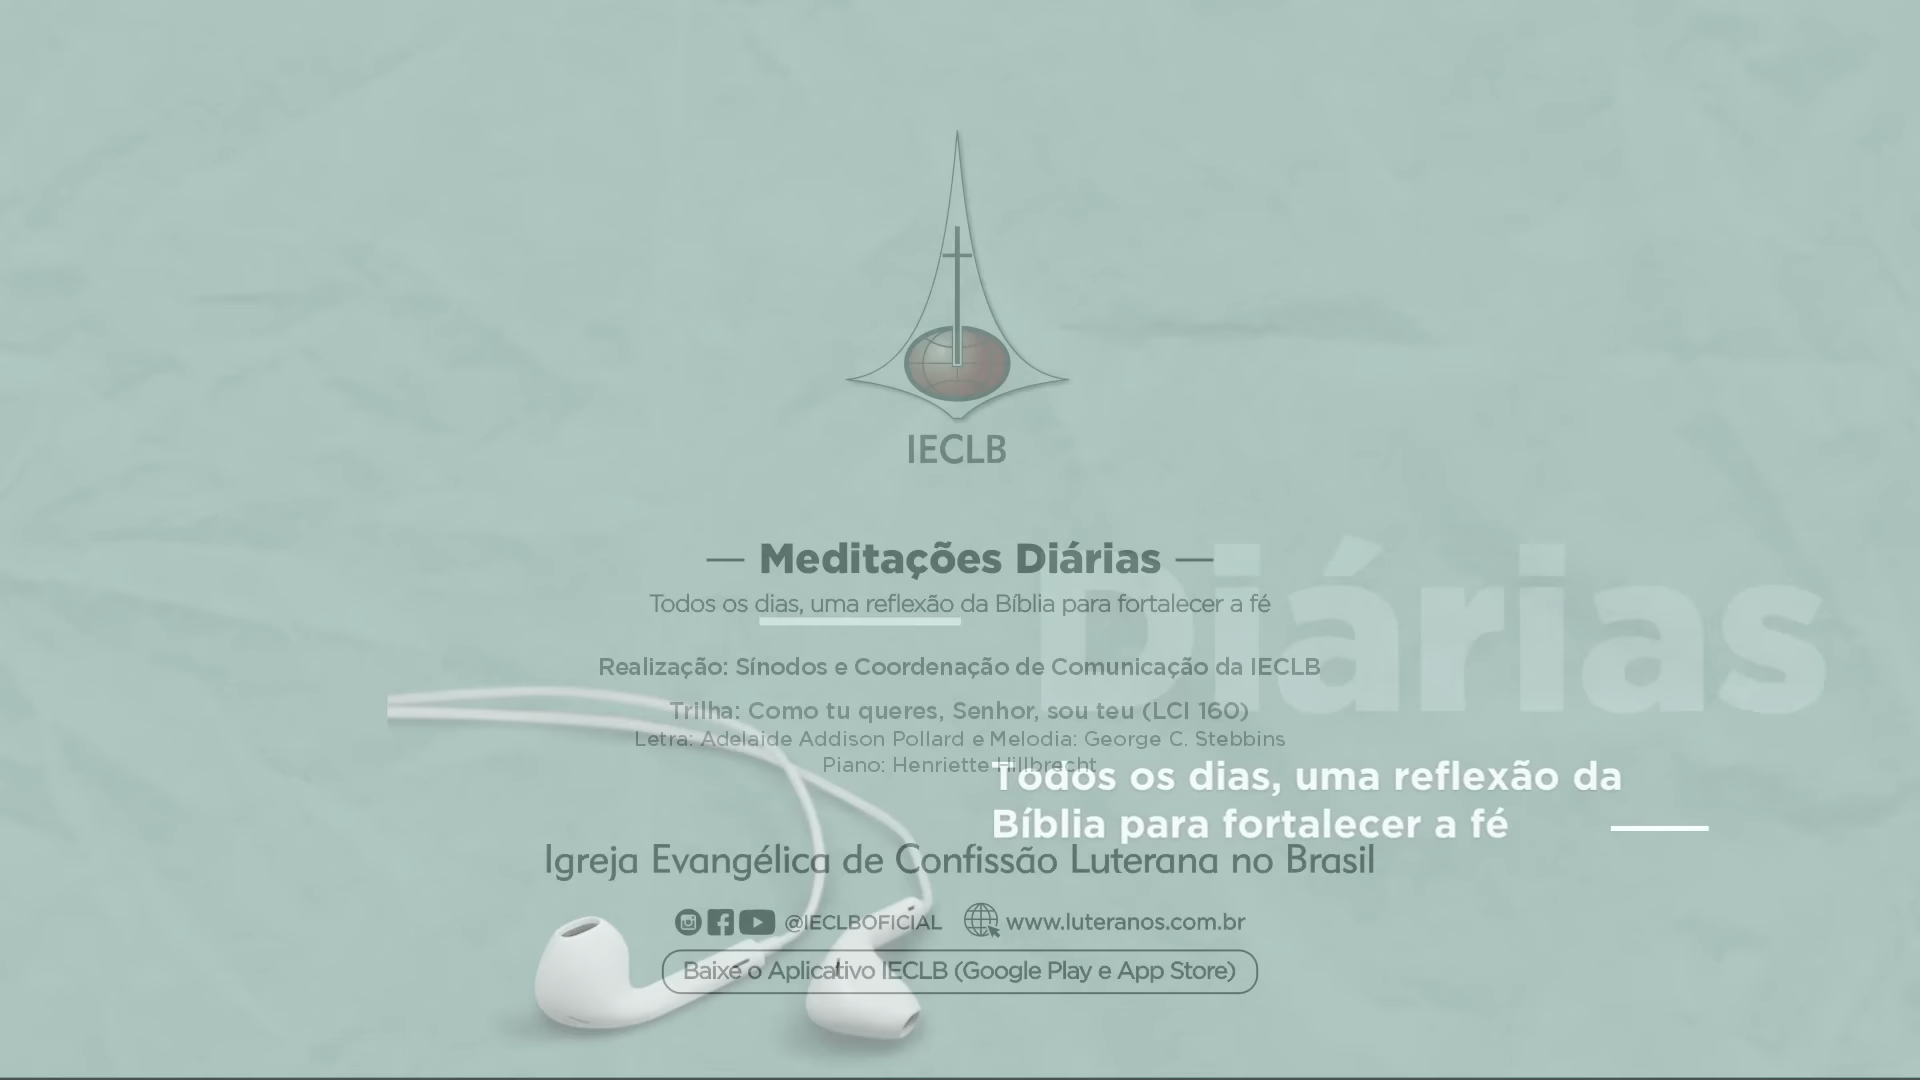 IECLB
— Meditações Diárias —
Todos os dias, uma reflexão da Bíblia para fortalecer a fé
Realização: Sínodos e Coordenação de Comunicação da IECLB
Trilha: Como tu queres, Senhor, sou teu (LCI 160)
Letra: Adelaide Addison Pollard e Melodia: George C. Stebbins
Piano: Henriette Hillbrecht
Diárias
Todos os dias, uma reflexão da
Bíblia para fortalecer a fé
Igreja Evangélica de Confissão Luterana no Brasil
@IECLBOFICIAL www.luteranos.com.br
Baixe o Aplicativo IECLB (Google Play e App Store)